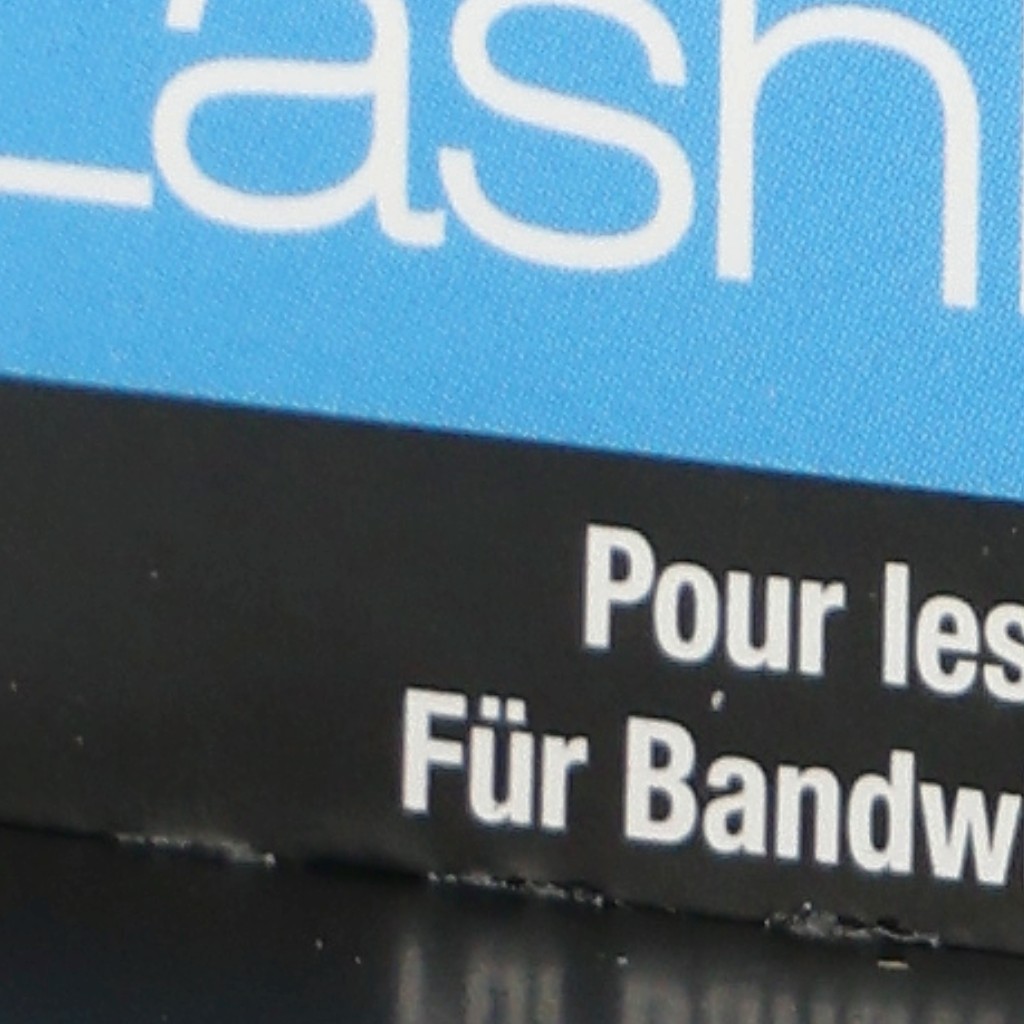 Lash
Pour les
Für Bandw